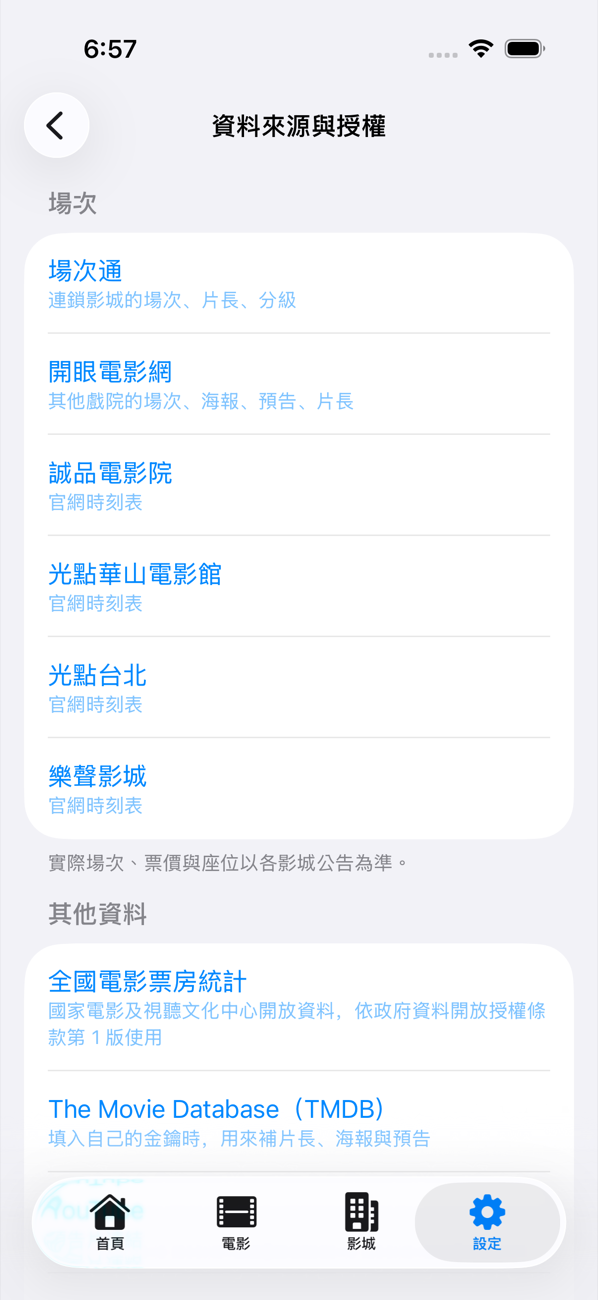 6:57
資料來源與授權
場次
場次通
連鎖影城的場次、片長、分級
開眼電影網
其他戲院的場次、海報、預告、片長
誠品電影院
官網時刻表
光點華山電影館
官網時刻表
光點台北
官網時刻表
樂聲影城
官網時刻表
實際場次、票價與座位以各影城公告為準。
其他資料
全國電影票房統計
國家電影及視聽文化中心開放資料，依政府資料開放授權條
款第 1 版使用
The Movie Database（TMDB）
填入自己的金鑰時，用來補片長、海報與預告
首頁
電影
影城
設定